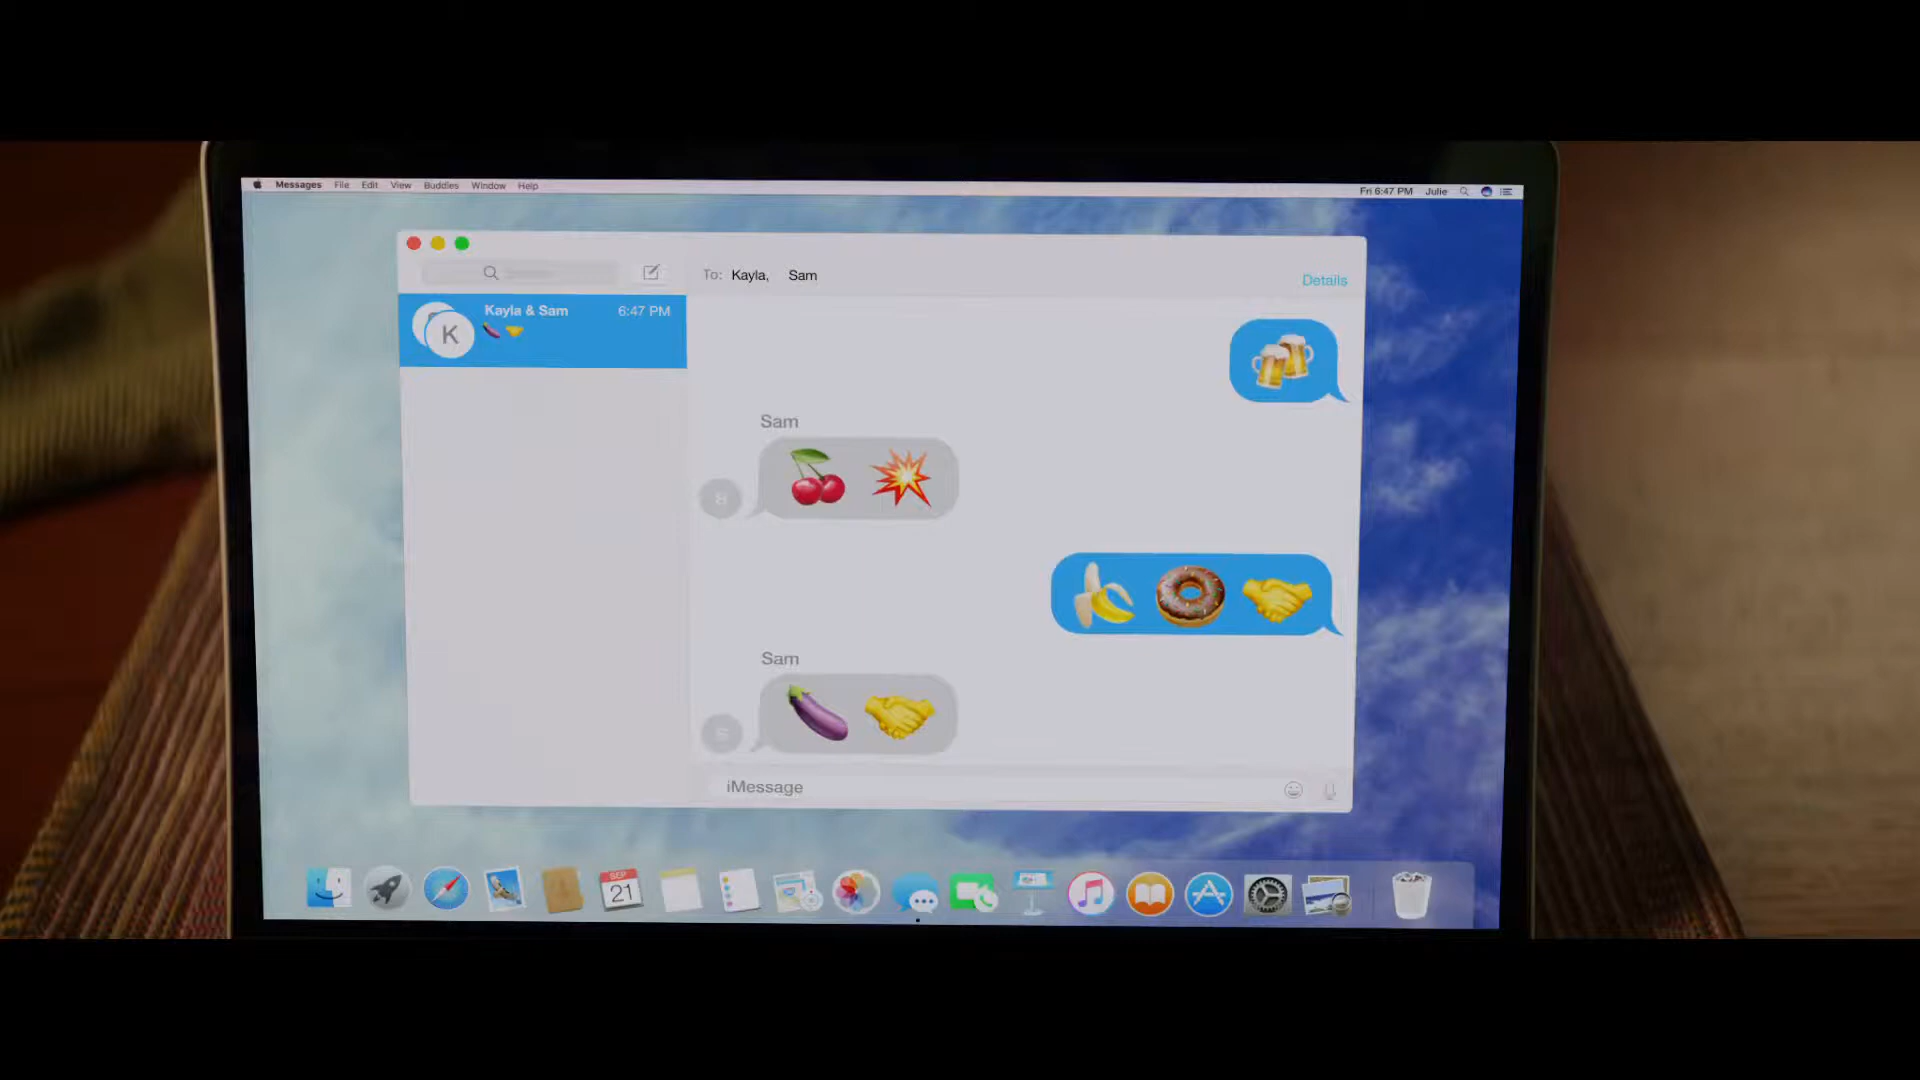 Messages File Edit View Buddies Window Help
Fri 6:47 PM Julie
To: Kayla, Sam
Details
Kayla & Sam 6:47 PM
K
Sam
S
Sam
S
iMessage
SEP
21